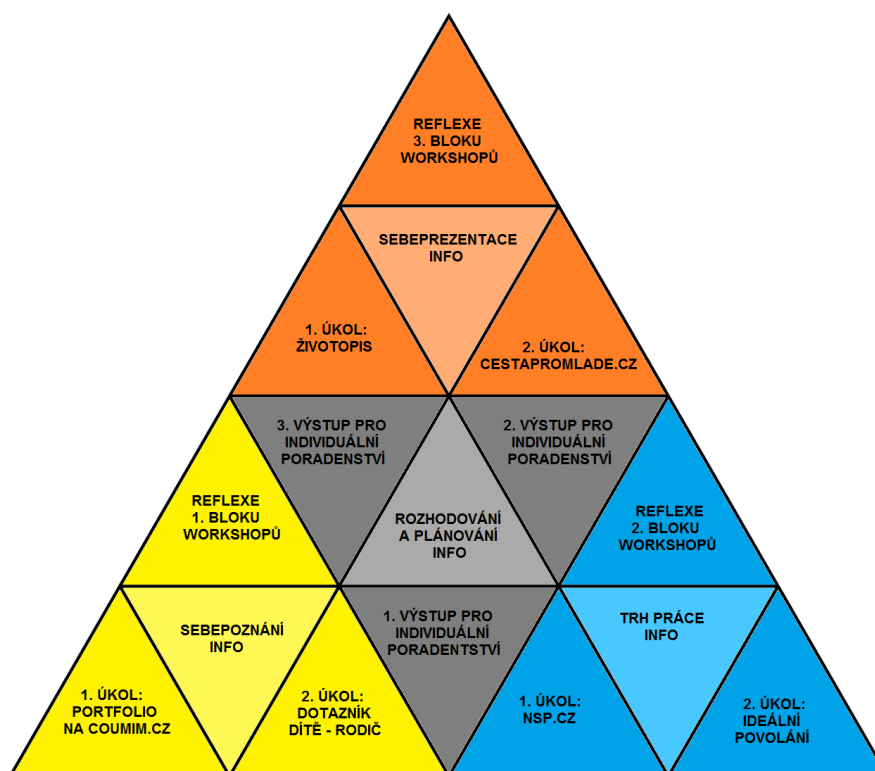 REFLEXE
3. BLOKU
WORKSHOPŮ
SEBEPREZENTACE
INFO
1. ÚKOL:
ŽIVOTOPIS
2. ÚKOL:
CESTAPROMLADE.CZ
3. VÝSTUP PRO
INDIVIDUÁLNÍ
PORADENSTVÍ
2. VÝSTUP PRO
INDIVIDUÁLNÍ
PORADENSTVÍ
REFLEXE
1. BLOKU
WORKSHOPŮ
ROZHODOVÁNÍ
A PLÁNOVÁNÍ
INFO
REFLEXE
2. BLOKU
WORKSHOPŮ
SEBEPOZNÁNÍ
INFO
1. VÝSTUP PRO
INDIVIDUÁLNÍ
PORADENTSTVÍ
TRH PRÁCE
INFO
1. ÚKOL:
PORTFOLIO
NA COUMIM.CZ
2. ÚKOL:
DOTAZNÍK
DÍTĚ - RODIČ
1. ÚKOL:
NSP.CZ
2. ÚKOL:
IDEÁLNÍ
POVOLÁNÍ